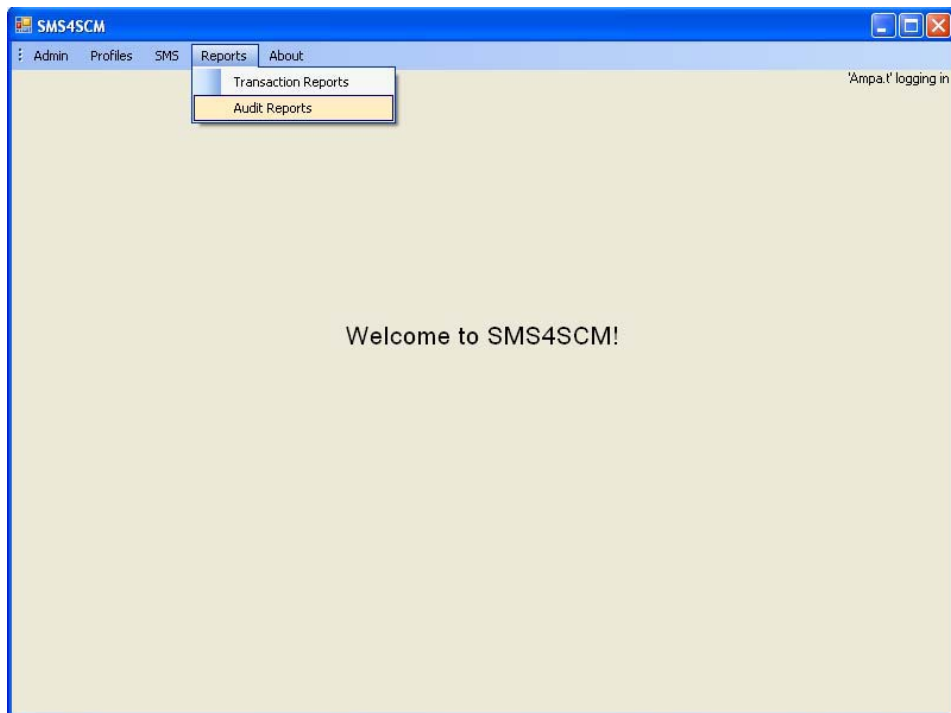 SMS4SCM
Admin Profiles SMS Reports About
Transaction Reports
'Ampa.t' logging in
Audit Reports
Welcome to SMS4SCM!